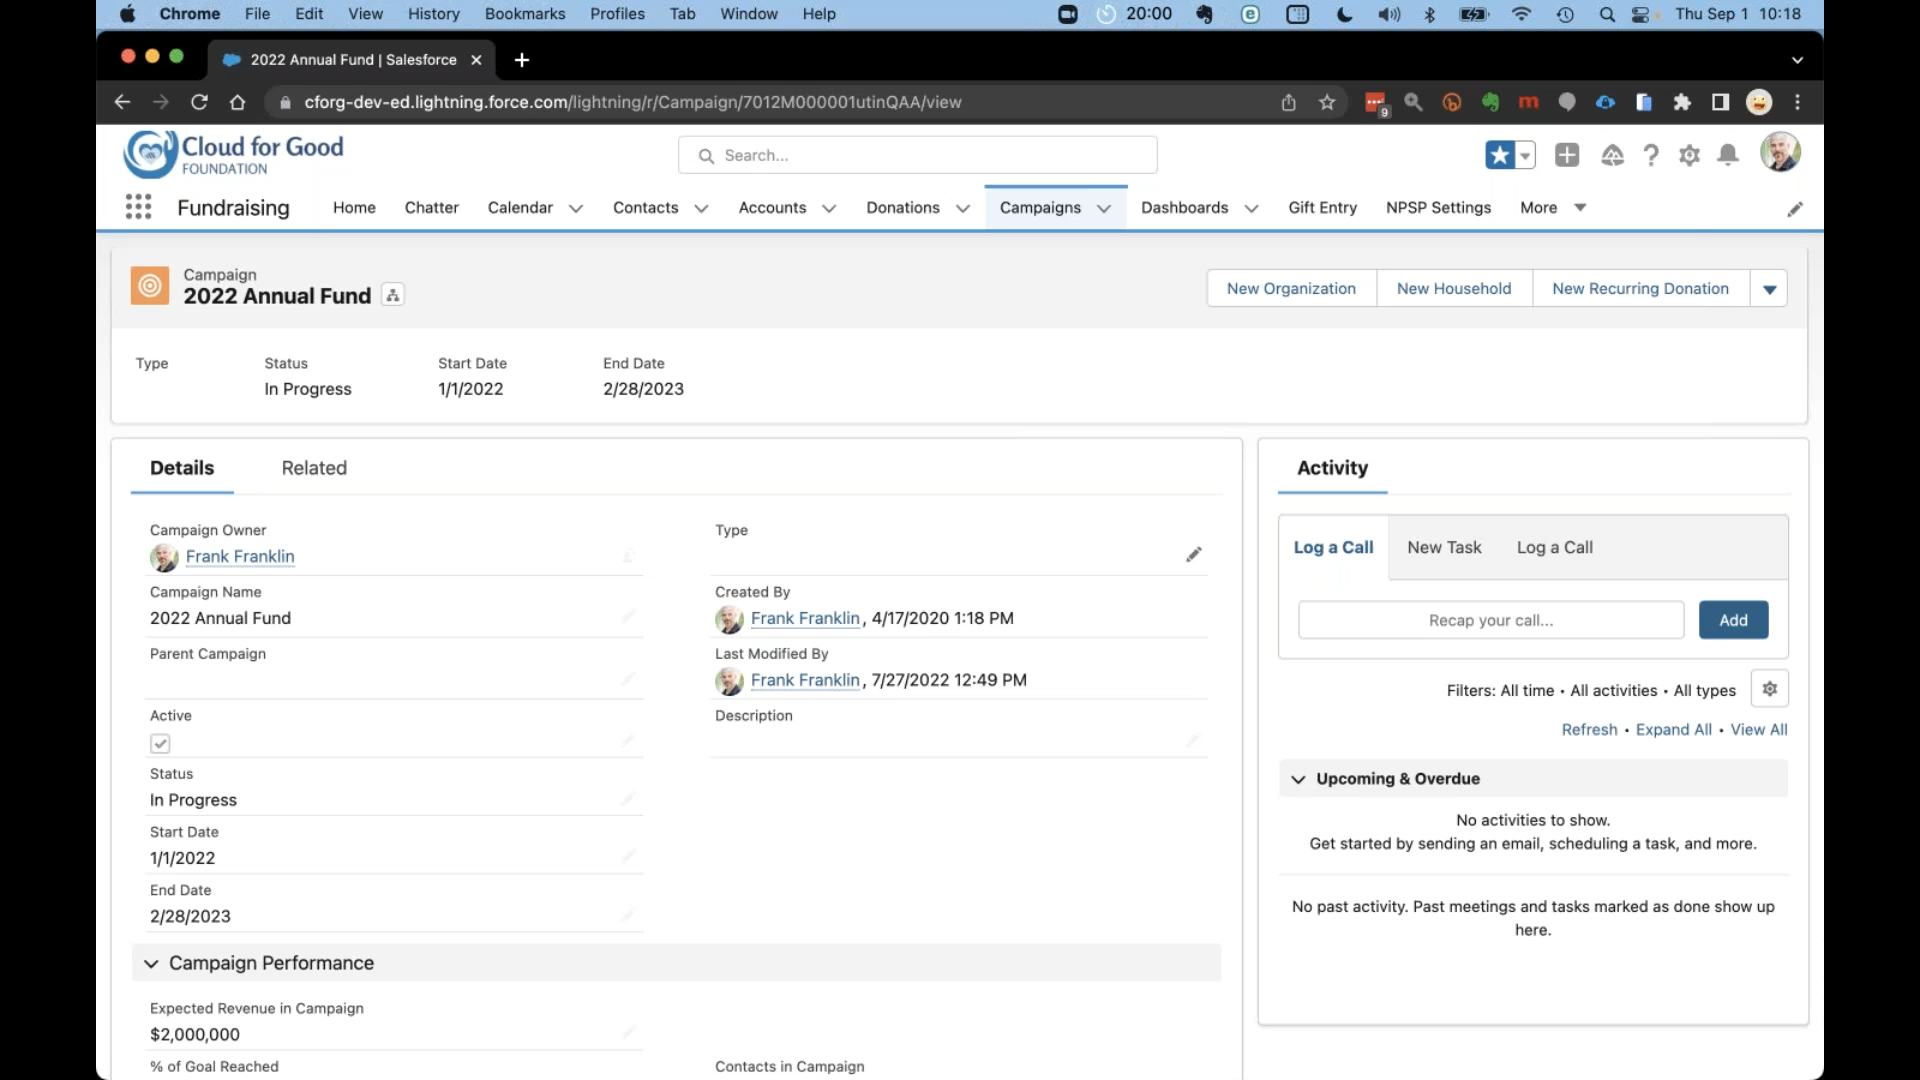 Chrome File Edit View History Bookmarks Profiles Tab Window Help 20:00 Thu Sep 1 10:18
2022 Annual Fund | Salesforce
cforg-dev-ed.lightning.force.com/lightning/r/Campaign/7012M000001utinQAA/view
9
Cloud for Good
FOUNDATION
Search...
Fundraising Home Chatter Calendar Contacts Accounts Donations Campaigns Dashboards Gift Entry NPSP Settings More
Campaign
2022 Annual Fund
New Organization New Household New Recurring Donation
Type Status Start Date End Date
In Progress 1/1/2022 2/28/2023
Details Related
Campaign Owner
Frank Franklin
Campaign Name
2022 Annual Fund
Parent Campaign
Active
Status
In Progress
Start Date
1/1/2022
End Date
2/28/2023
Type
Created By
Frank Franklin, 4/17/2020 1:18 PM
Last Modified By
Frank Franklin, 7/27/2022 12:49 PM
Description
Campaign Performance
Expected Revenue in Campaign
$2,000,000
% of Goal Reached Contacts in Campaign
Activity
Log a Call New Task Log a Call
Recap your call... Add
Filters: All time • All activities • All types
Refresh • Expand All • View All
Upcoming & Overdue
No activities to show.
Get started by sending an email, scheduling a task, and more.
No past activity. Past meetings and tasks marked as done show up
here.